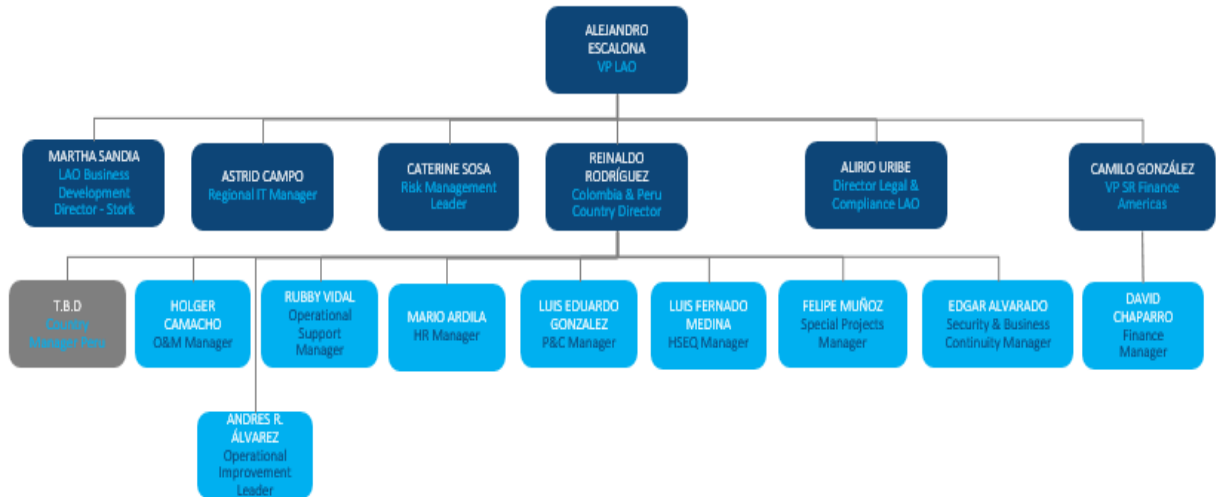 ALEJANDRO
ESCALONA
VP LAO
MARTHA SANDIA
LAO Business
Development
Director - Stork
ASTRID CAMPO
Regional IT Manager
CATERINE SOSA
Risk Management
Leader
REINALDO
RODRÍGUEZ
Colombia & Peru
Country Director
ALIRIO URIBE
Director Legal &
Compliance LAO
CAMILO GONZÁLEZ
VP SR Finance
Americas
T.B.D
Country
Manager Peru
HOLGER
CAMACHO
O&M Manager
RUBBY VIDAL
Operational
Support
Manager
MARIO ARDILA
HR Manager
LUIS EDUARDO
GONZALEZ
P&C Manager
LUIS FERNADO
MEDINA
HSEQ Manager
FELIPE MUÑOZ
Special Projects
Manager
EDGAR ALVARADO
Security & Business
Continuity Manager
DAVID
CHAPARRO
Finance
Manager
ANDRES R.
ÁLVAREZ
Operational
Improvement
Leader